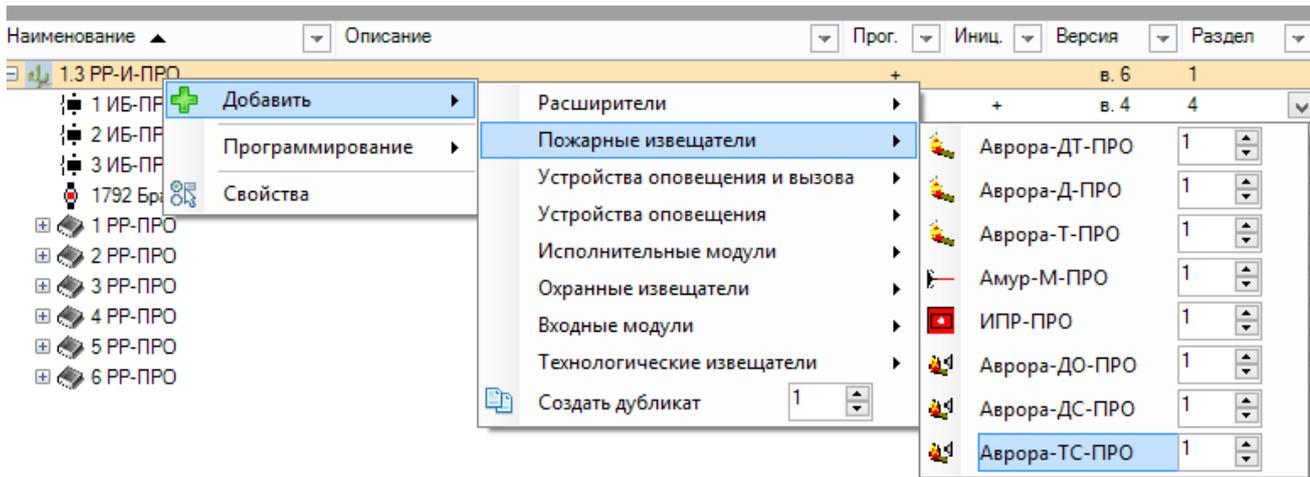 Наименование Описание Прог. Иниц. Версия Раздел
1.3 РР-И-ПРО + в. 6 1
1 ИБ-ПР + в. 4 4
2 ИБ-ПР
3 ИБ-ПР
1792 Бра
1 РР-ПРО
2 РР-ПРО
3 РР-ПРО
4 РР-ПРО
5 РР-ПРО
6 РР-ПРО
Добавить
Программирование
Свойства
Расширители
Пожарные извещатели
Устройства оповещения и вызова
Устройства оповещения
Исполнительные модули
Охранные извещатели
Входные модули
Технологические извещатели
Создать дубликат 1
Аврора-ДТ-ПРО 1
Аврора-Д-ПРО 1
Аврора-Т-ПРО 1
Амур-М-ПРО 1
ИПР-ПРО 1
Аврора-ДО-ПРО 1
Аврора-ДС-ПРО 1
Аврора-ТС-ПРО 1